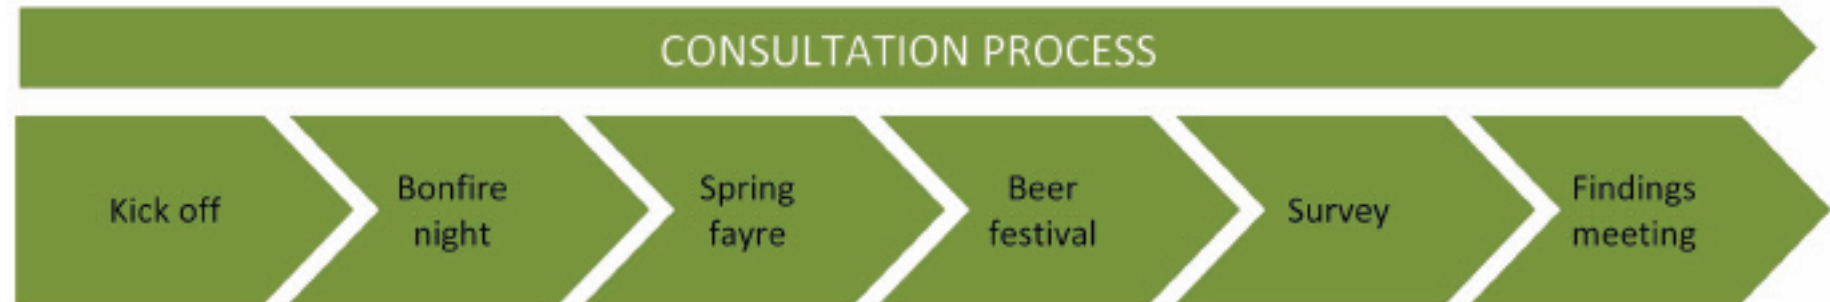 CONSULTATION PROCESS
Kick off
Bonfire
night
Spring
fayre
Beer
festival
Survey
Findings
meeting